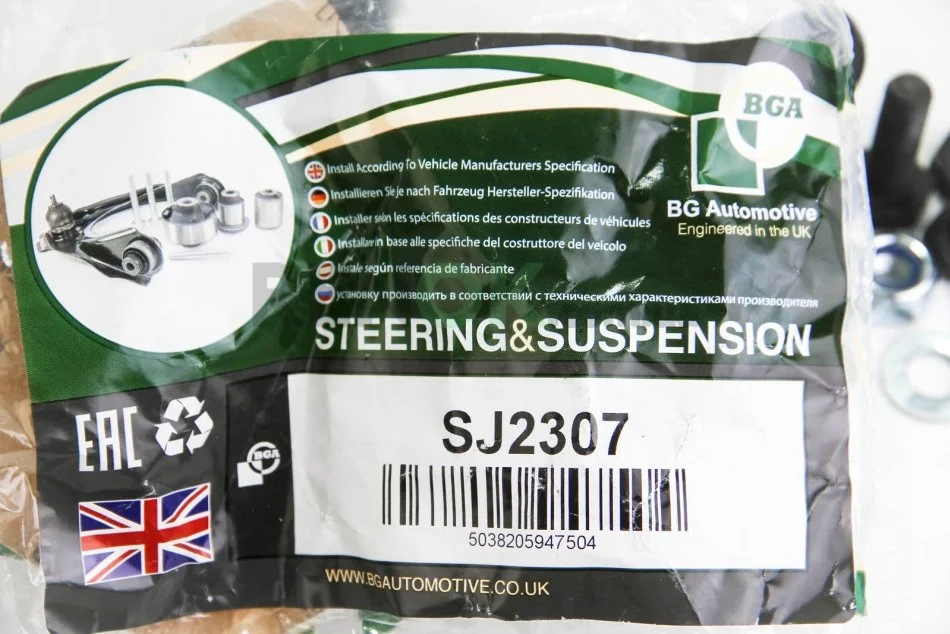 BGA
BG Automotive
Engineered in the UK
Install According To Vehicle Manufacturers Specification
Installieren Sie je nach Fahrzeug Hersteller-Spezifikation
Installer selon les spécifications des constructeurs de véhicules
Installare in base alle specifiche del costruttore del veicolo
Instale según referencia de fabricante
установку производить в соответствии с техническими характеристиками производителя
STEERING&SUSPENSION
EAC
BGA
SJ2307
5038205947504
WWW.BGAUTOMOTIVE.CO.UK